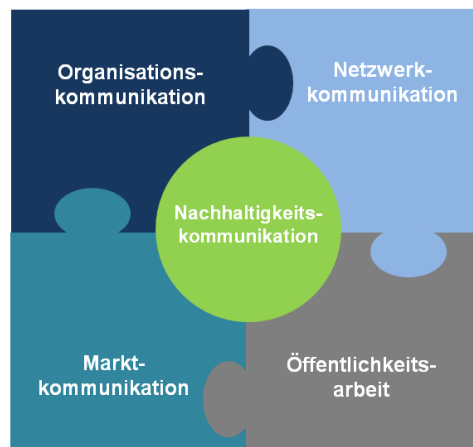 Organisations-
kommunikation
Netzwerk-
kommunikation
Nachhaltigkeits-
kommunikation
Markt-
kommunikation
Öffentlichkeits-
arbeit